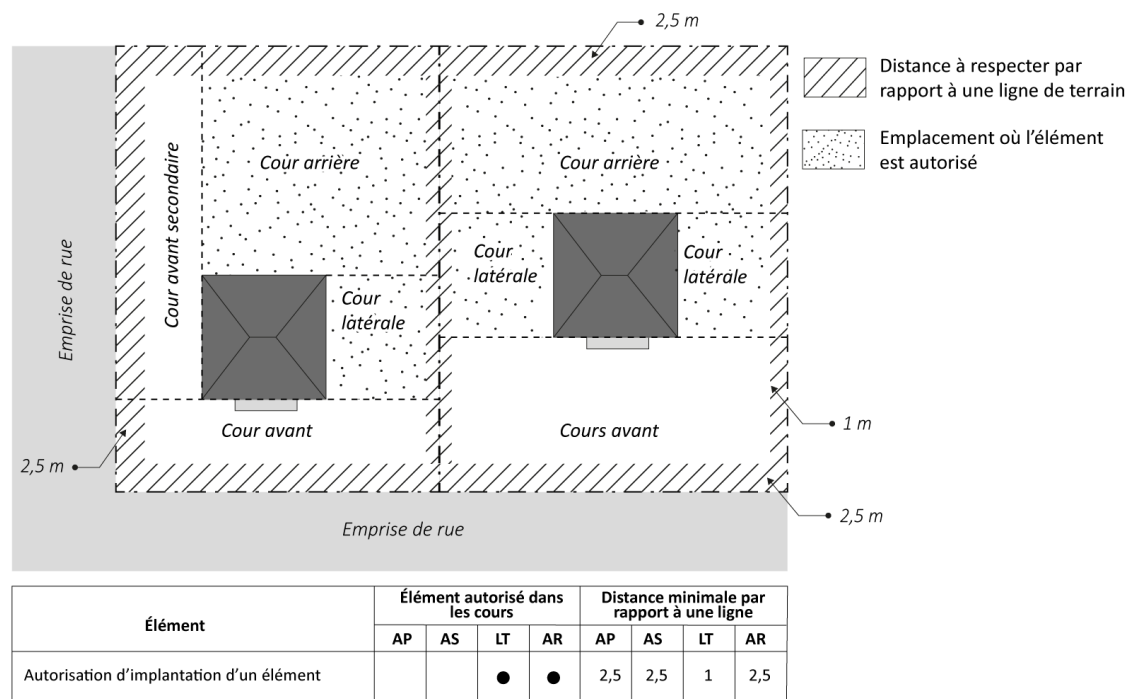 2,5 m
Distance à respecter par
rapport à une ligne de terrain
Emplacement où l'élément
est autorisé
Emprise de rue
Cour avant secondaire
Cour arrière
Cour arrière
Cour
latérale
Cour
latérale
Cour
latérale
Cour avant
Cours avant
1 m
2,5 m
2,5 m
Emprise de rue
Élément
Élément autorisé dans
les cours
Distance minimale par
rapport à une ligne
AP AS LT AR AP AS LT AR
Autorisation d'implantation d'un élément ● ● 2,5 2,5 1 2,5